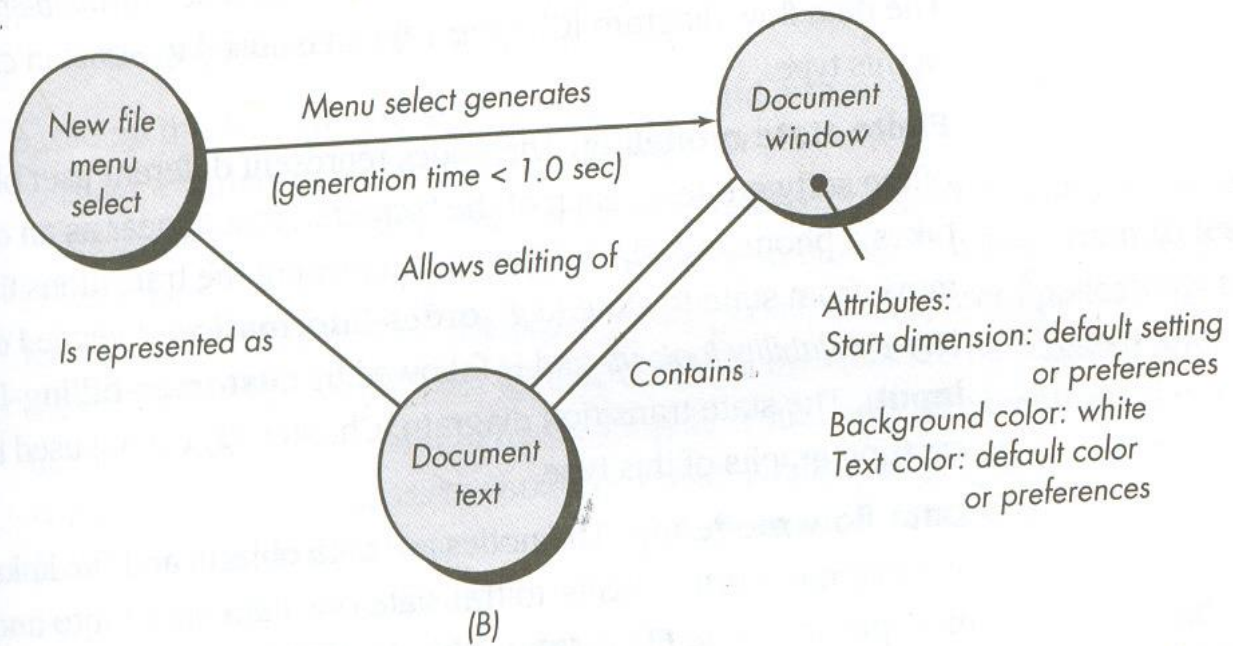 New file
menu
select
Menu select generates
(generation time < 1.0 sec)
Document
window
Allows editing of
Is represented as
Contains
Attributes:
Start dimension: default setting
or preferences
Background color: white
Text color: default color
or preferences
Document
text
(B)